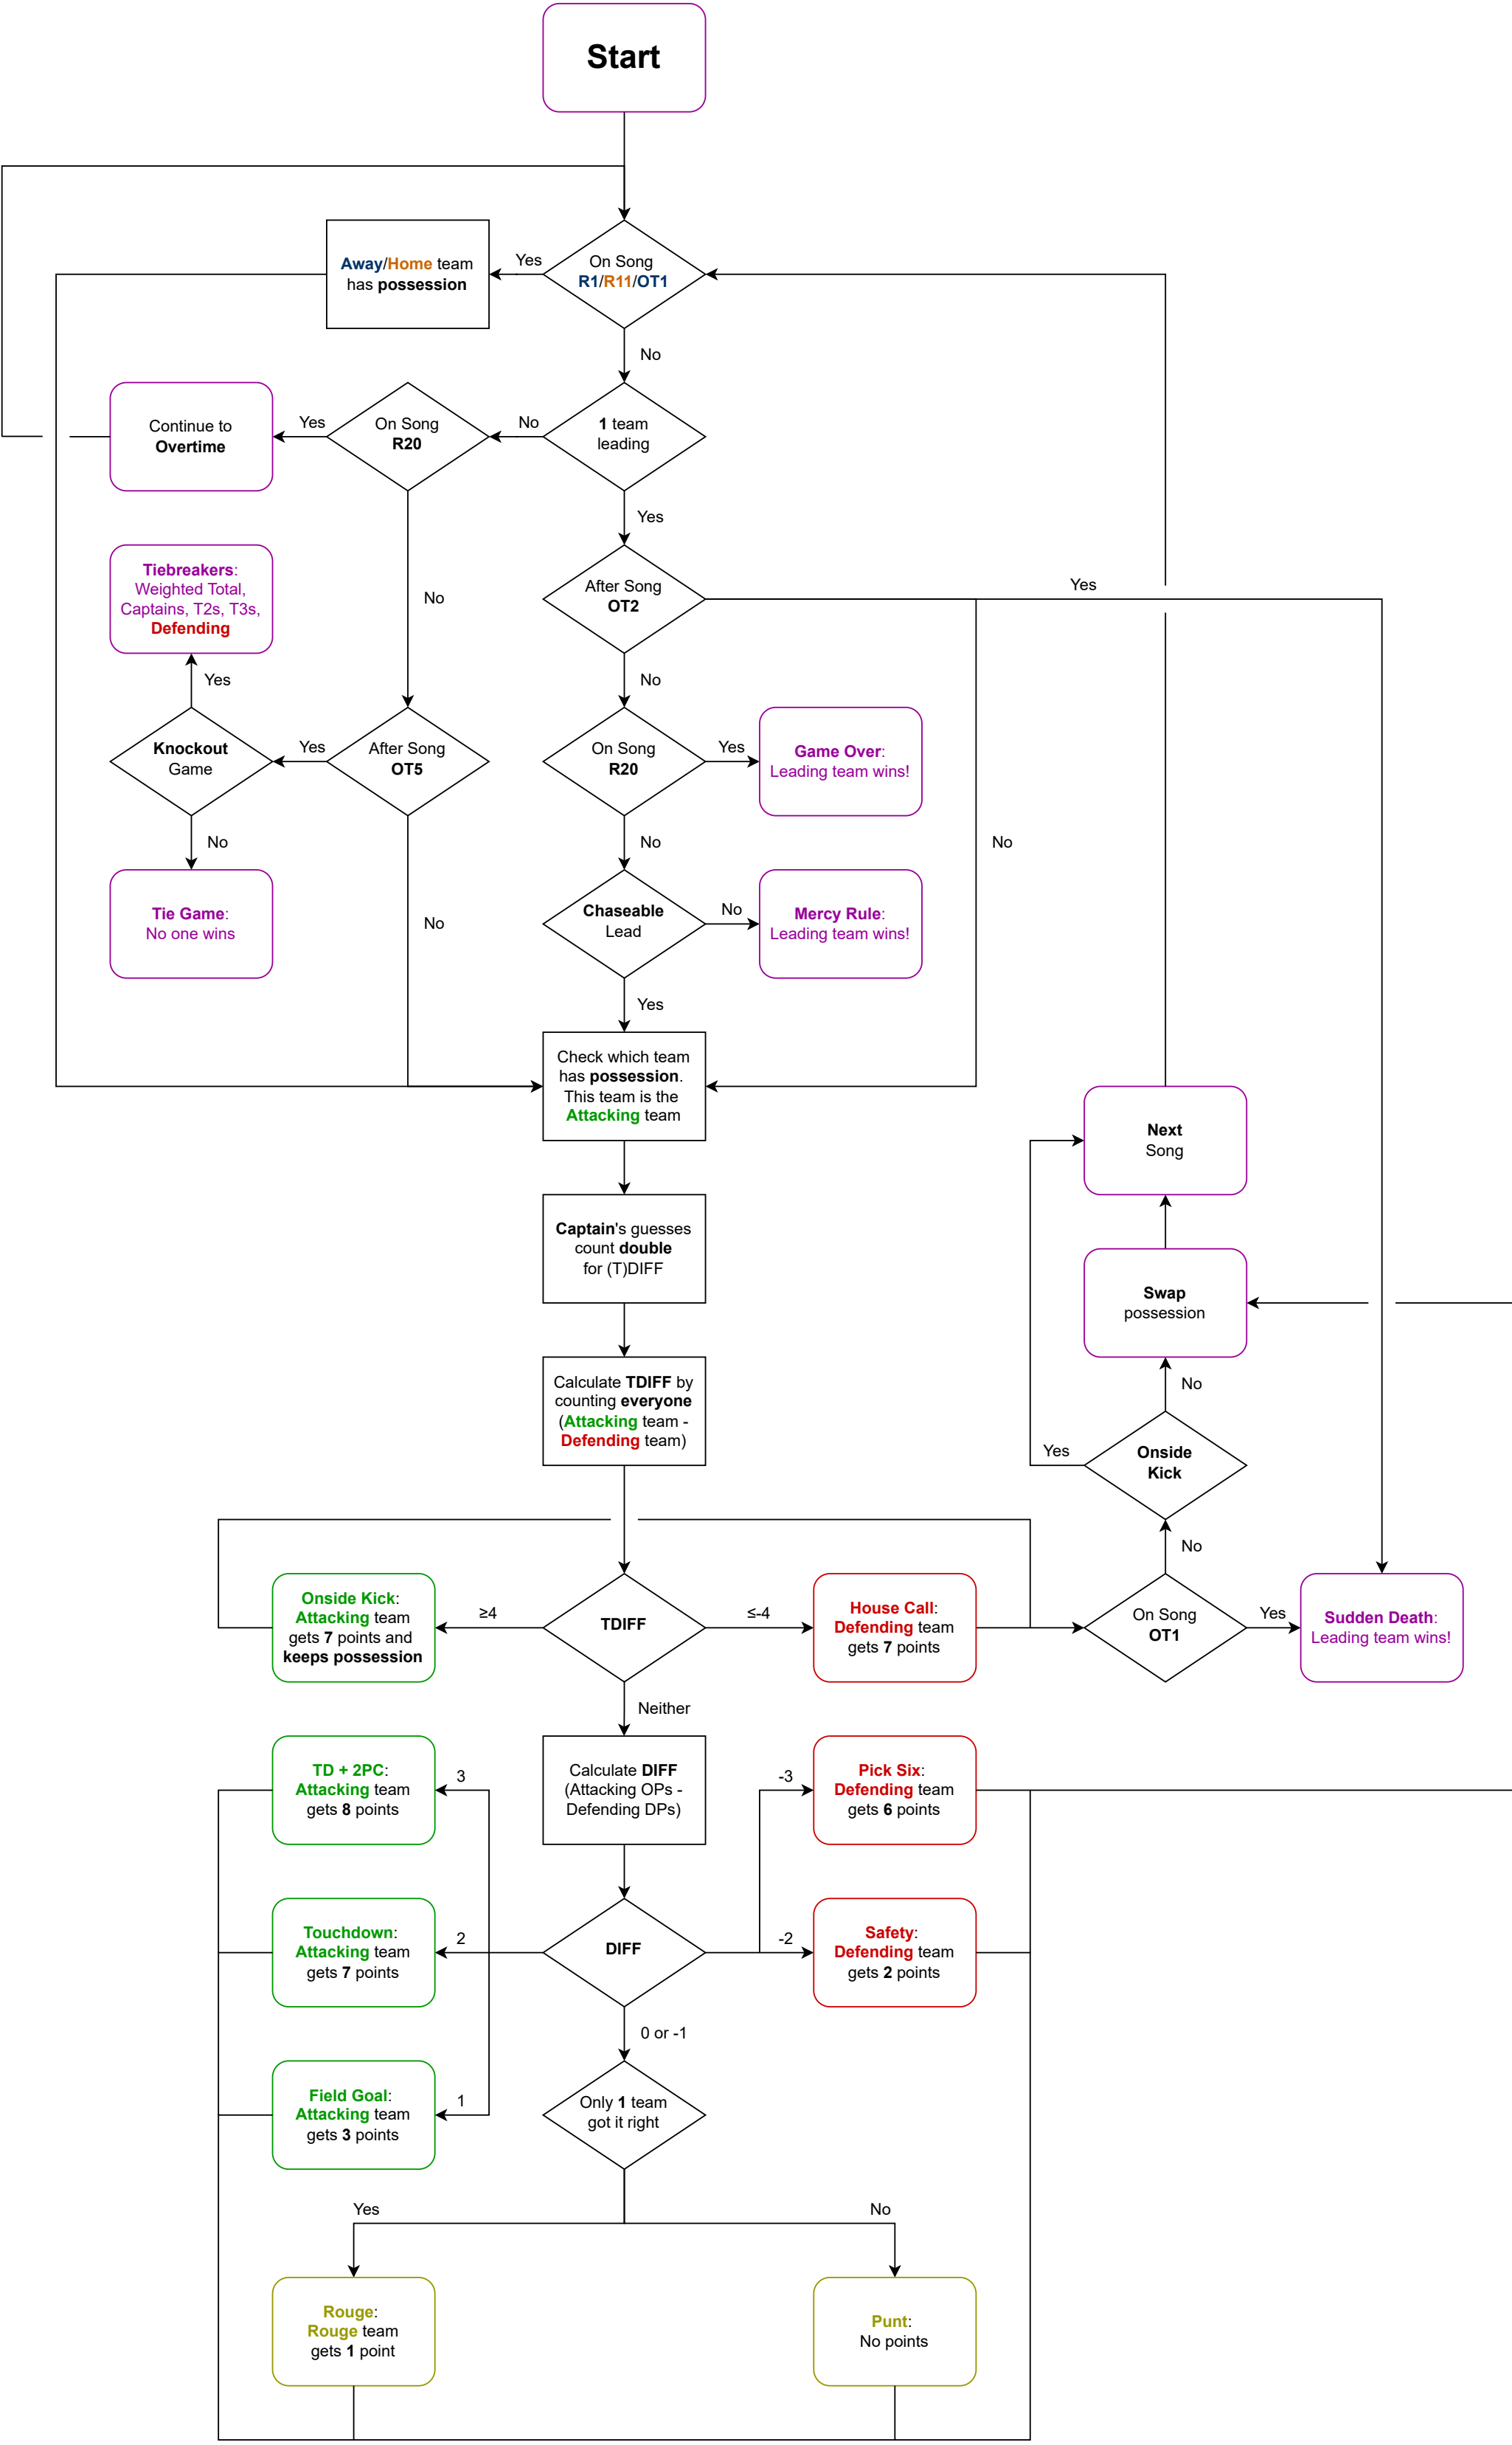 Start
Away/Home team
has possession
Yes
On Song
R1/R11/OT1
No
Continue to
Overtime
Yes
On Song
R20
No
1 team
leading
Yes
Tiebreakers:
Weighted Total,
Captains, T2s, T3s,
Defending
No
After Song
OT2
Yes
Yes
No
Knockout
Game
Yes
After Song
OT5
On Song
R20
Yes
Game Over:
Leading team wins!
No
No
No
Tie Game:
No one wins
No
Chaseable
Lead
No
Mercy Rule:
Leading team wins!
Yes
Check which team
has possession.
This team is the
Attacking team
Next
Song
Captain's guesses
count double
for (T)DIFF
Swap
possession
No
Calculate TDIFF by
counting everyone
(Attacking team -
Defending team)
Yes
Onside
Kick
No
Onside Kick:
Attacking team
gets 7 points and
keeps possession
≥4
TDIFF
≤-4
House Call:
Defending team
gets 7 points
On Song
OT1
Yes
Sudden Death:
Leading team wins!
Neither
TD + 2PC:
Attacking team
gets 8 points
3
Calculate DIFF
(Attacking OPs -
Defending DPs)
-3
Pick Six:
Defending team
gets 6 points
Touchdown:
Attacking team
gets 7 points
2
DIFF
-2
Safety:
Defending team
gets 2 points
0 or -1
Field Goal:
Attacking team
gets 3 points
1
Only 1 team
got it right
Yes
No
Rouge:
Rouge team
gets 1 point
Punt:
No points